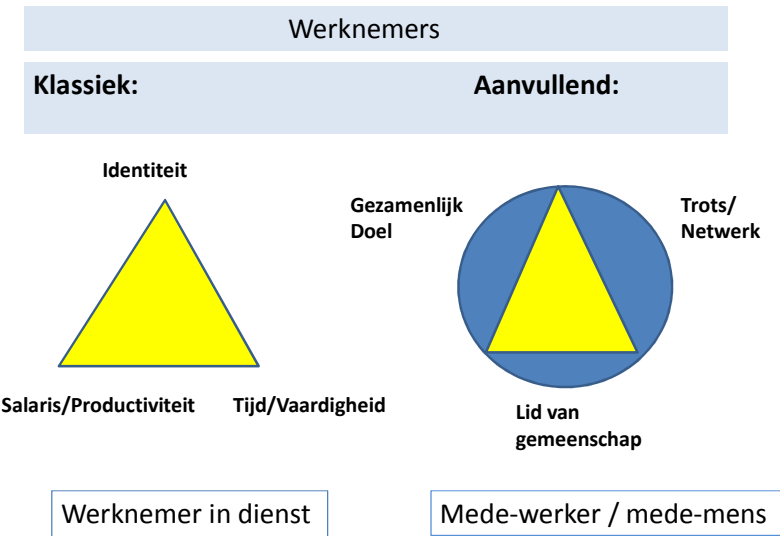 Werknemers
Klassiek:
Aanvullend:
Identiteit
Salaris/Productiviteit
Tijd/Vaardigheid
Gezamenlijk
Doel
Trots/
Netwerk
Lid van
gemeenschap
Werknemer in dienst
Mede-werker / mede-mens